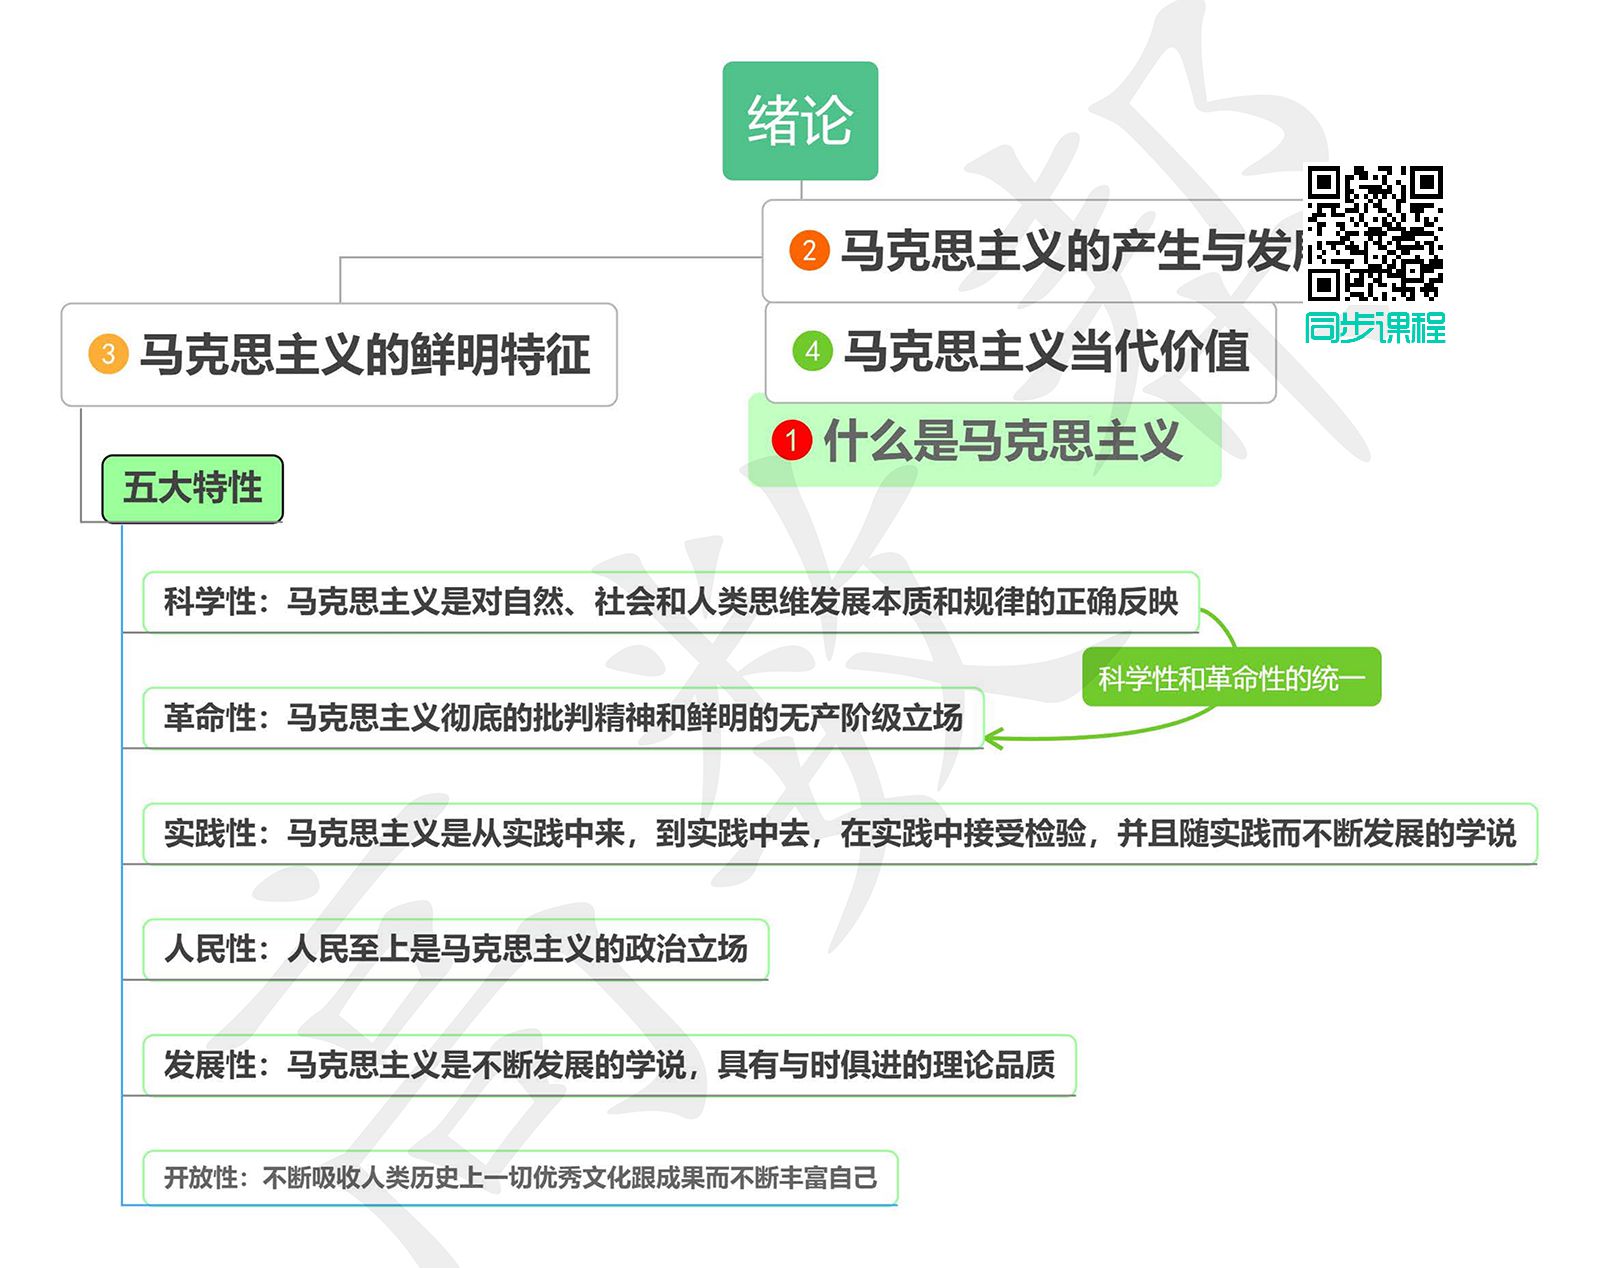 绪论
2 马克思主义的产生与发展
同步课程
3 马克思主义的鲜明特征
4 马克思主义当代价值
1 什么是马克思主义
五大特性
科学性：马克思主义是对自然、社会和人类思维发展本质和规律的正确反映
科学性和革命性的统一
革命性：马克思主义彻底的批判精神和鲜明的无产阶级立场
实践性：马克思主义是从实践中来，到实践中去，在实践中接受检验，并且随实践而不断发展的学说
人民性：人民至上是马克思主义的政治立场
发展性：马克思主义是不断发展的学说，具有与时俱进的理论品质
开放性：不断吸收人类历史上一切优秀文化跟成果而不断丰富自己
高数帮